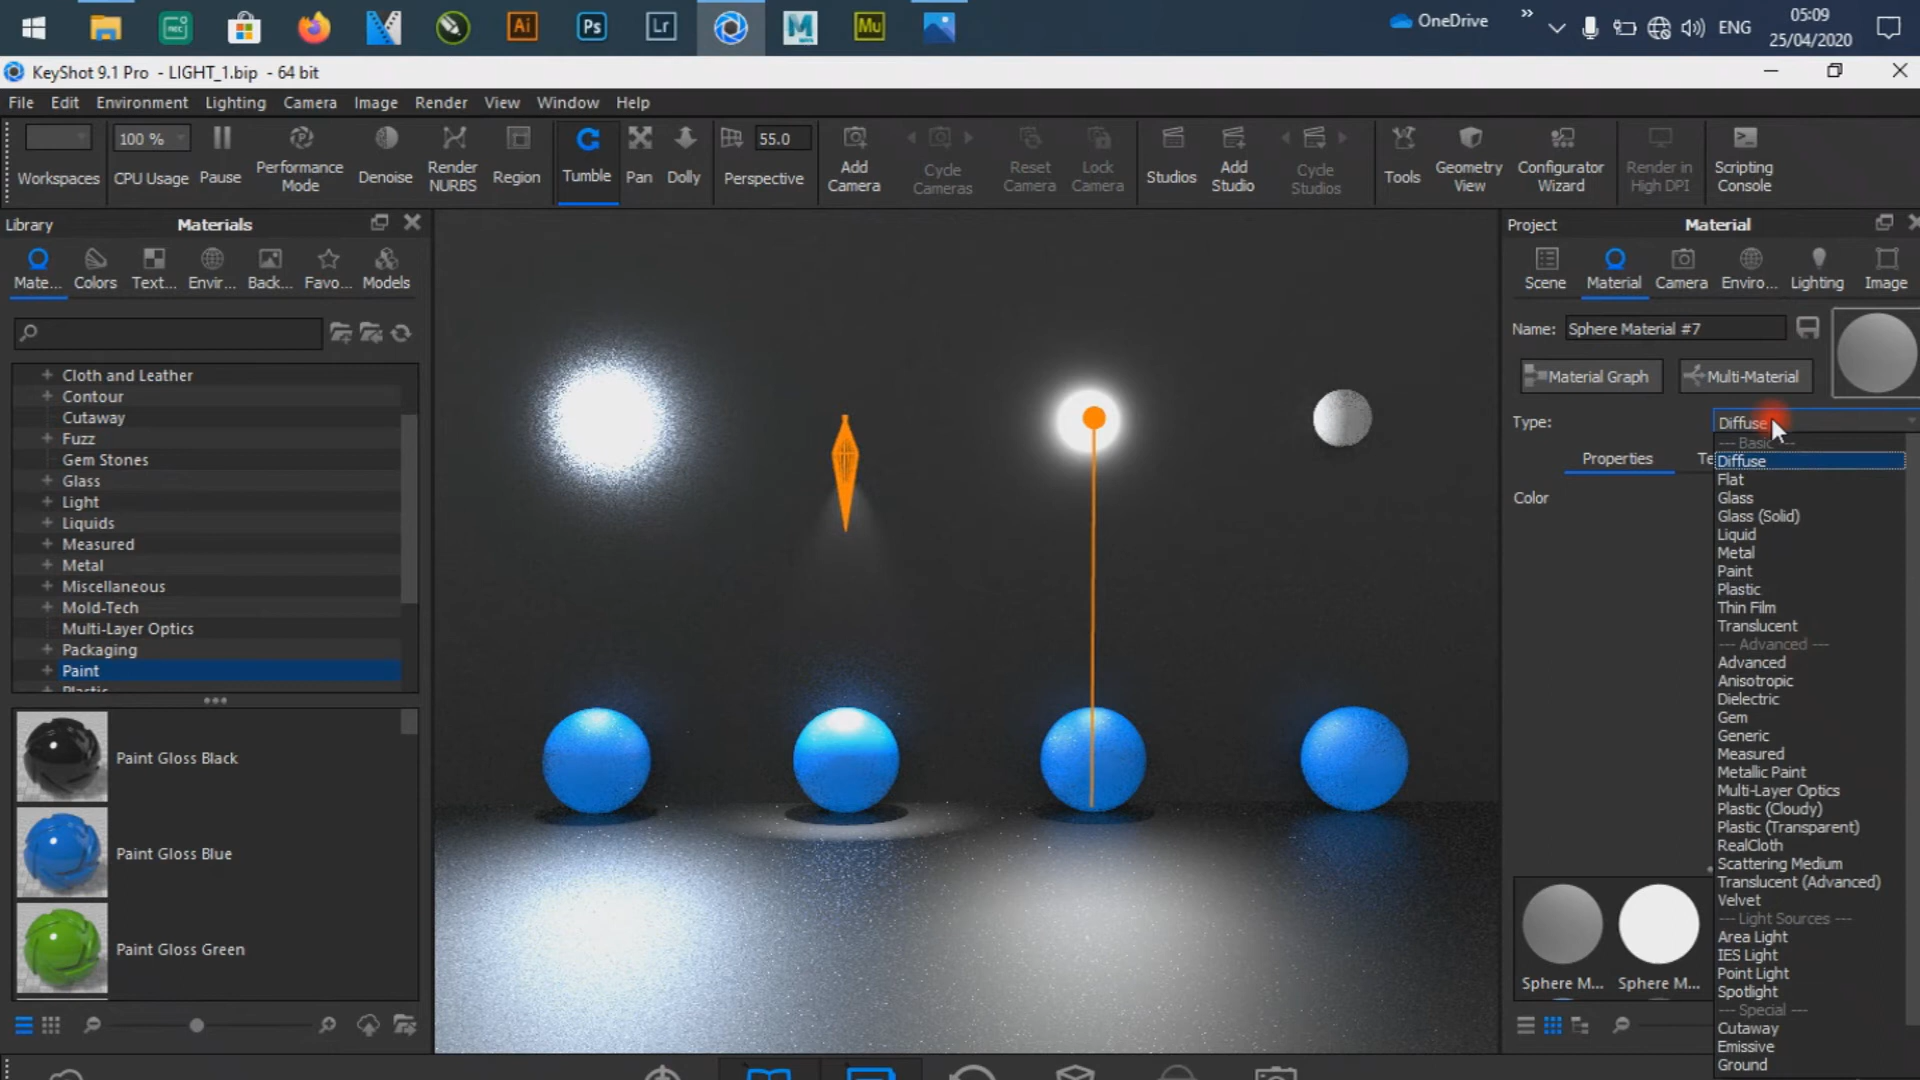 REC
Ai
Ps
Lr
Mu
OneDrive
»
ENG
05:09
25/04/2020
KeyShot 9.1 Pro - LIGHT_1.bip - 64 bit
File Edit Environment Lighting Camera Image Render View Window Help
Workspaces
100 %
CPU Usage
Pause
Performance Mode
Denoise
Render NURBS
Region
Tumble
Pan
Dolly
55.0
Perspective
Add Camera
Cycle Cameras
Reset Camera
Lock Camera
Studios
Add Studio
Cycle Studios
Tools
Geometry View
Configurator Wizard
Render in High DPI
Scripting Console
Library
Materials
Mate... Colors Text... Envir... Back... Favo... Models
Cloth and Leather
Contour
Cutaway
Fuzz
Gem Stones
Glass
Light
Liquids
Measured
Metal
Miscellaneous
Mold-Tech
Multi-Layer Optics
Packaging
Paint
Plastic
Paint Gloss Black
Paint Gloss Blue
Paint Gloss Green
Project
Material
Scene Material Camera Enviro... Lighting Image
Name: Sphere Material #7
Material Graph
Multi-Material
Type: Diffuse
Properties
Color
--- Basic ---
Diffuse
Flat
Glass
Glass (Solid)
Liquid
Metal
Paint
Plastic
Thin Film
Translucent
--- Advanced ---
Advanced
Anisotropic
Dielectric
Gem
Generic
Measured
Metallic Paint
Multi-Layer Optics
Plastic (Cloudy)
Plastic (Transparent)
RealCloth
Scattering Medium
Translucent (Advanced)
Velvet
--- Light Sources ---
Area Light
IES Light
Point Light
Spotlight
--- Special ---
Cutaway
Emissive
Ground
Sphere M...
Sphere M...